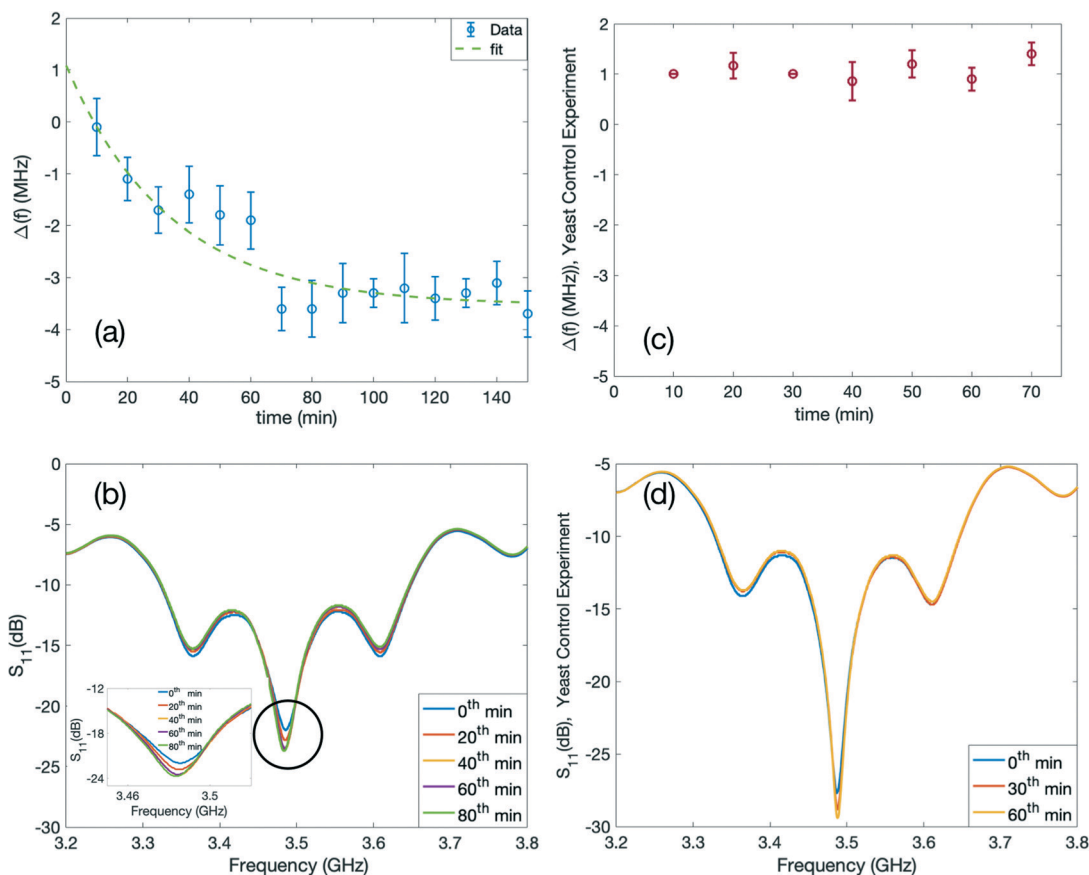 2
1
0
-1
-2
-3
-4
-5
Δ(f) (MHz)
Data
fit
(a)
0 20 40 60 80 100 120 140
time (min)
2
1
0
1
2
3
4
-5
Δ(f) (MHz)), Yeast Control Experiment
(c)
0 10 20 30 40 50 60 70
time (min)
0
-5
-10
-15
-20
-25
-30
S11(dB)
(b)
-12
-18
-24
S11(dB)
0th min
20th min
40th min
60th min
80th min
3.46 3.5
Frequency (GHz)
0th min
20th min
40th min
60th min
80th min
3.2 3.3 3.4 3.5 3.6 3.7 3.8
Frequency (GHz)
-5
-10
-15
-20
-25
-30
S11(dB), Yeast Control Experiment
(d)
0th min
30th min
60th min
3.2 3.3 3.4 3.5 3.6 3.7 3.8
Frequency (GHz)